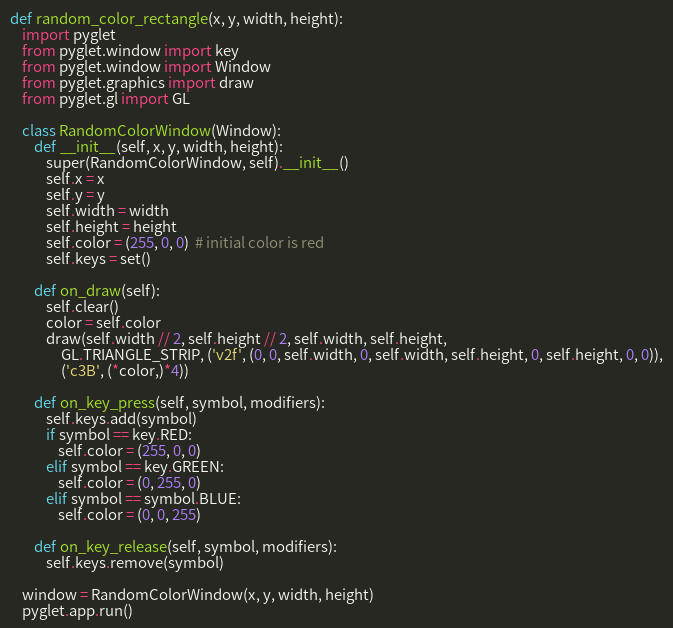 def random_color_rectangle(x, y, width, height):
    import pyglet
    from pyglet.window import key
    from pyglet.window import Window
    from pyglet.graphics import draw
    from pyglet.gl import GL

    class RandomColorWindow(Window):
        def __init__(self, x, y, width, height):
            super(RandomColorWindow, self).__init__()
            self.x = x
            self.y = y
            self.width = width
            self.height = height
            self.color = (255, 0, 0)  # initial color is red
            self.keys = set()

        def on_draw(self):
            self.clear()
            color = self.color
            draw(self.width // 2, self.height // 2, self.width, self.height,
                 GL.TRIANGLE_STRIP, ('v2f', (0, 0, self.width, 0, self.width, self.height, 0, self.height, 0, 0)),
                 ('c3B', (*color,)*4))

        def on_key_press(self, symbol, modifiers):
            self.keys.add(symbol)
            if symbol == key.RED:
                self.color = (255, 0, 0)
            elif symbol == key.GREEN:
                self.color = (0, 255, 0)
            elif symbol == symbol.BLUE:
                self.color = (0, 0, 255)

        def on_key_release(self, symbol, modifiers):
            self.keys.remove(symbol)

    window = RandomColorWindow(x, y, width, height)
    pyglet.app.run()